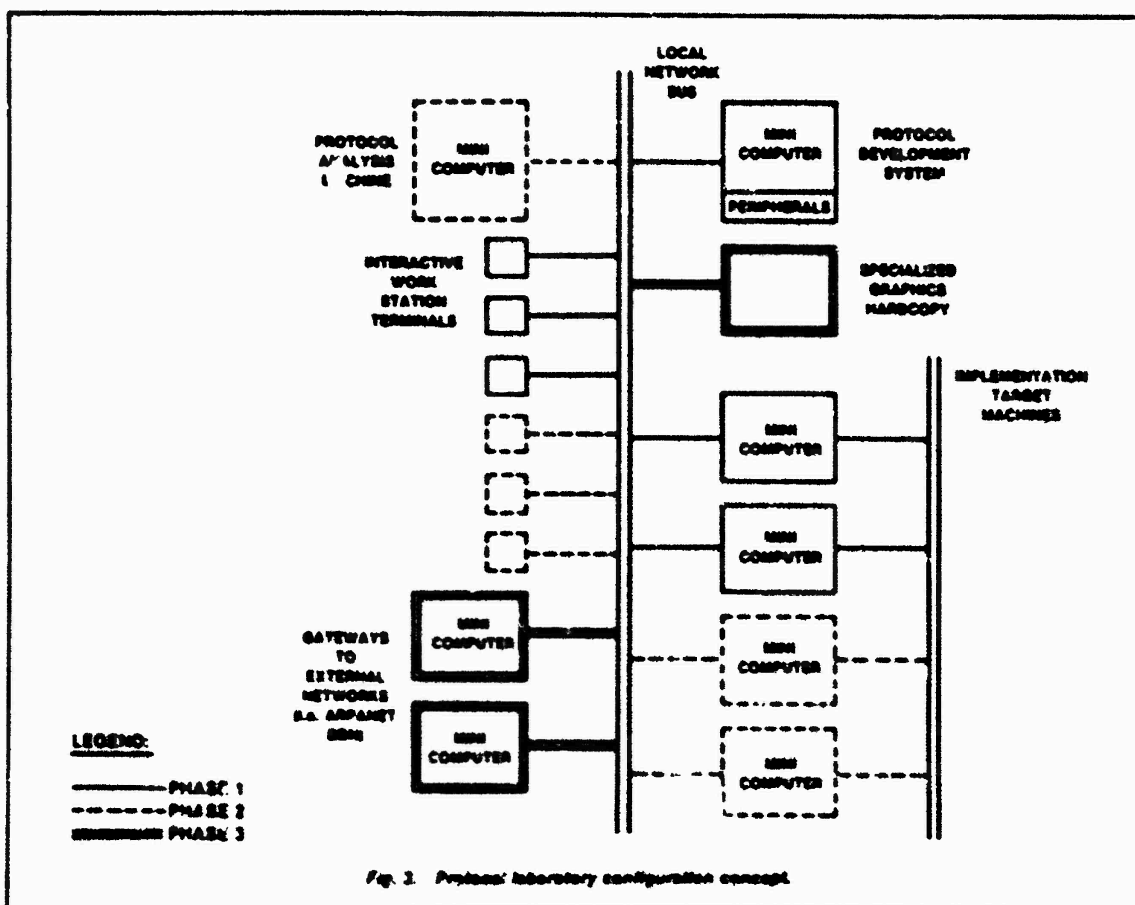 LOCAL
NETWORK
BUS
PROTOCOL
ANALYSIS
MINI
COMPUTER
MINI
COMPUTER
PERIPHERALS
PROTOCOL
DEVELOPMENT
SYSTEM
INTERACTIVE
WORK
STATION
TERMINALS
SPECIALIZED
GRAPHICS
HARDCOPY
IMPLEMENTATION
TARGET
MACHINES
MINI
COMPUTER
MINI
COMPUTER
MINI
COMPUTER
MINI
COMPUTER
GATEWAYS
TO
EXTERNAL
NETWORKS
ARPANET
MINI
COMPUTER
MINI
COMPUTER
LEGEND:
PHASE 1
PHASE 2
PHASE 3
Fig. 3. Protocol laboratory configuration concept.